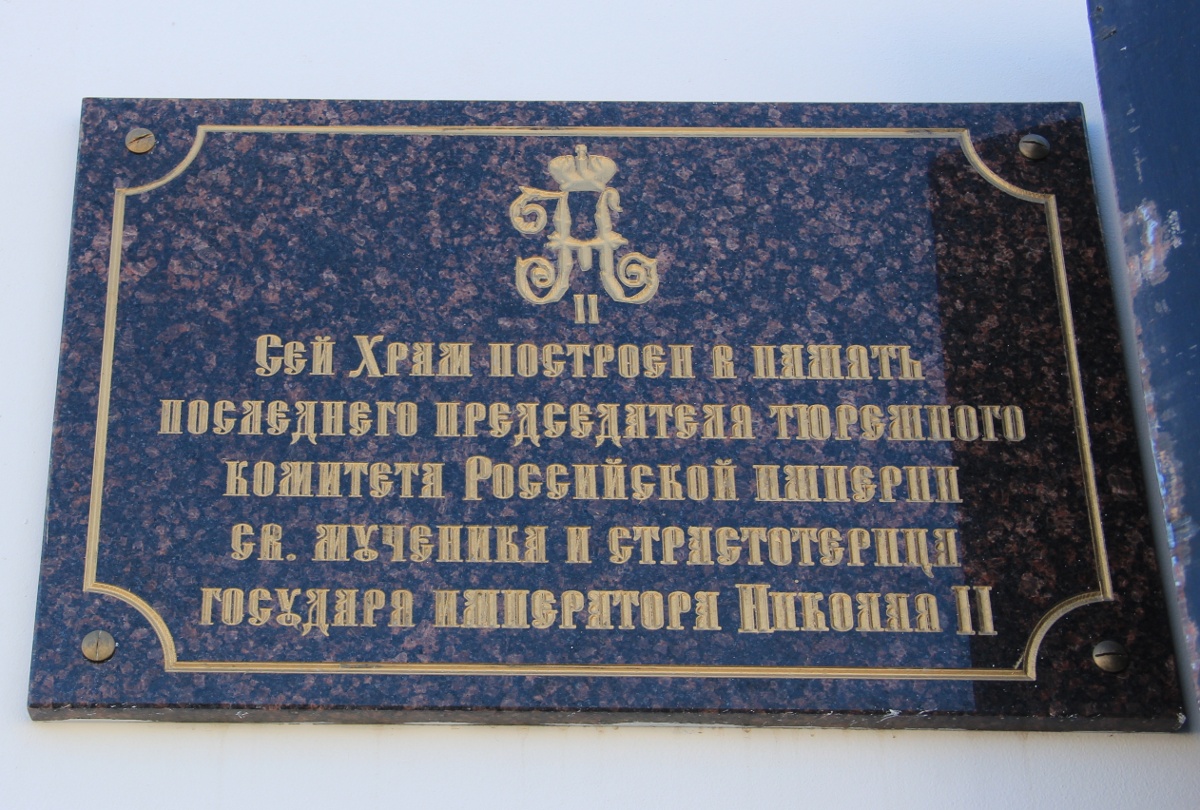 Н
II
Сей Храм построен в память
последнего председателя тюремного
комитета Российской империи
св. мученика и страстотерпца
государя императора Николая II